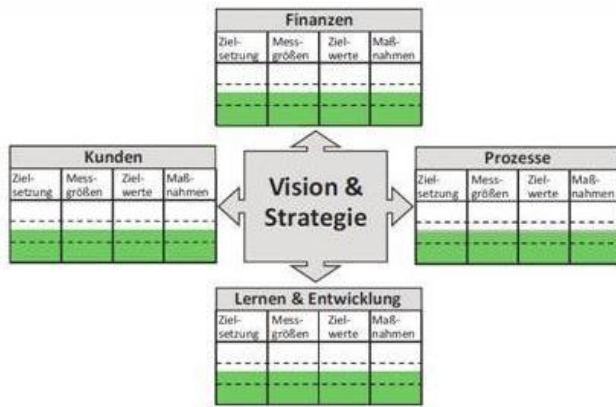 Finanzen
Ziel- Mess- Ziel- Maß-
setzung größen werte nahmen
Kunden
Ziel- Mess- Ziel- Maß-
setzung größen werte nahmen
Vision &
Strategie
Prozesse
Ziel- Mess- Ziel- Maß-
setzung größen werte nahmen
Lernen & Entwicklung
Ziel- Mess- Ziel- Maß-
setzung größen werte nahmen